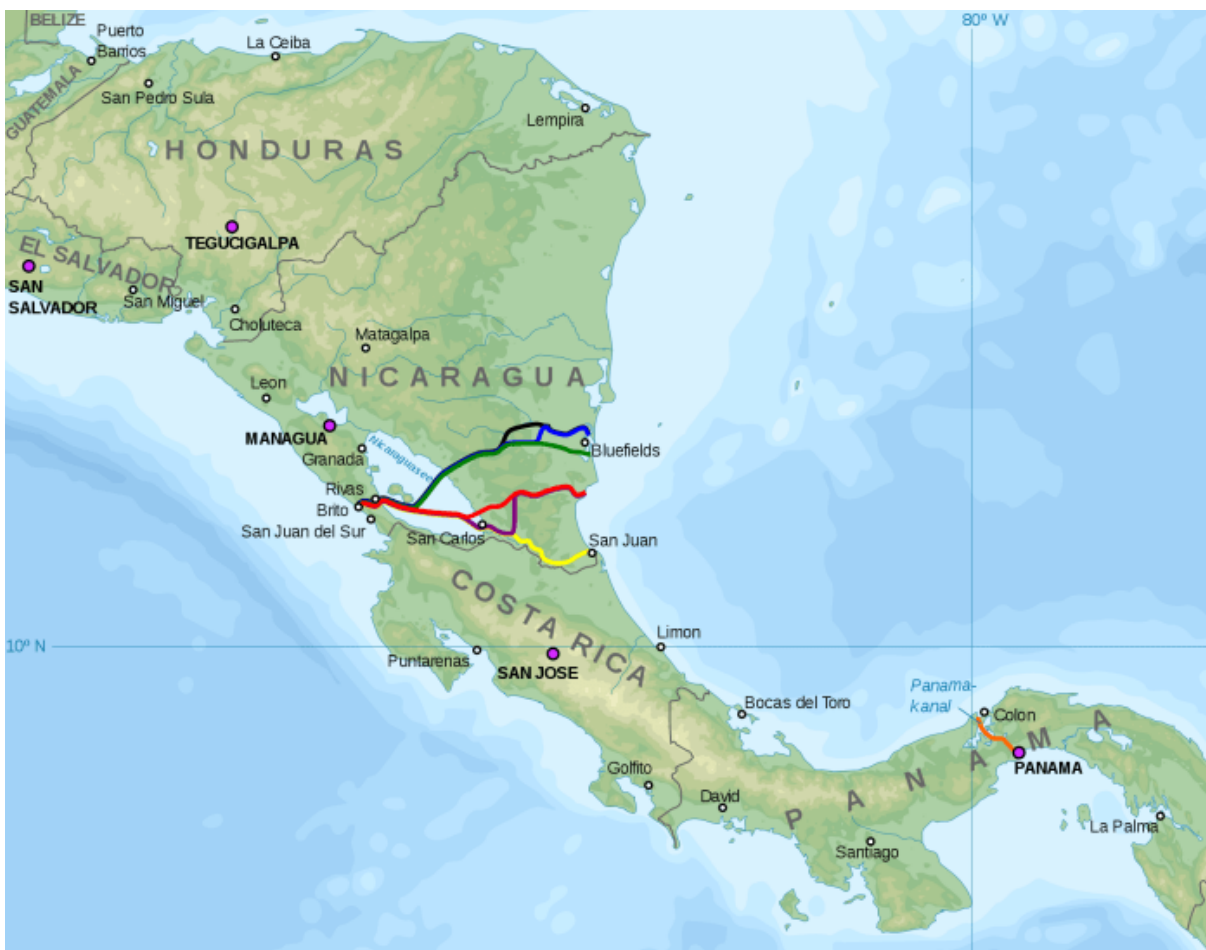 BELIZE
Puerto
Barrios
La Ceiba
80º W
GUATEMALA
San Pedro Sula
Lempira
HONDURAS
TEGUCIGALPA
EL SALVADOR
SAN
SALVADOR
San Miguel
Choluteca
Matagalpa
NICARAGUA
Leon
MANAGUA
Granada
Nicaraguasee
Bluefields
Rivas
Brito
San Juan del Sur
San Carlos
San Juan
COSTA RICA
10º N
Puntarenas
SAN JOSE
Limon
Bocas del Toro
Panama-
kanal
Colon
PANAMA
PANAMA
Golfito
David
La Palma
Santiago